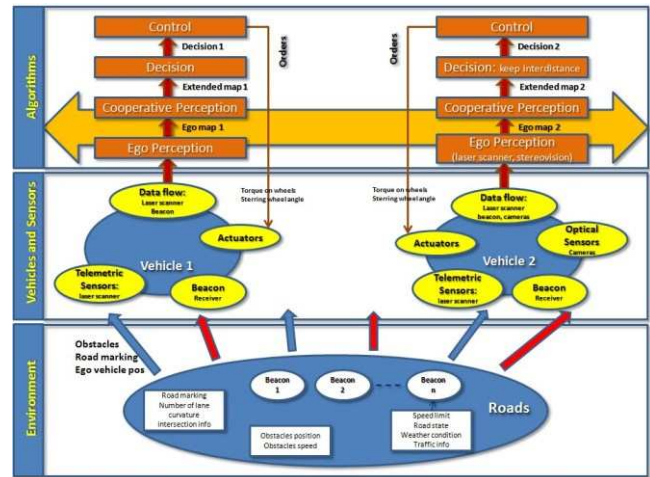 Algorithms
Control
Decision 1
Decision
Extended map 1
Cooperative Perception
Ego map 1
Ego Perception
Orders
Orders
Control
Decision 2
Decision: keep Interdistance
Extended map 2
Cooperative Perception
Ego map 2
Ego Perception
(laser scanner, stereovision)
Vehicles and Sensors
Data flow:
Laser scanner
Beacon
Torque on wheels
Sterring wheel angle
Actuators
Vehicle 1
Telemetric
Sensors:
laser scanner
Beacon
Receiver
Torque on wheels
Sterring wheel angle
Data flow:
Laser scanner
beacon, cameras
Optical
Sensors
Cameras
Actuators
Vehicle 2
Telemetric
Sensors:
laser scanner
Beacon
Receiver
Environment
Obstacles
Road marking
Ego vehicle pos
Road marking
Number of lane
curvature
intersection info
Beacon
1
Beacon
2
Beacon
n
Roads
Obstacles position
Obstacles speed
Speed limit
Road state
Weather condition
Traffic info